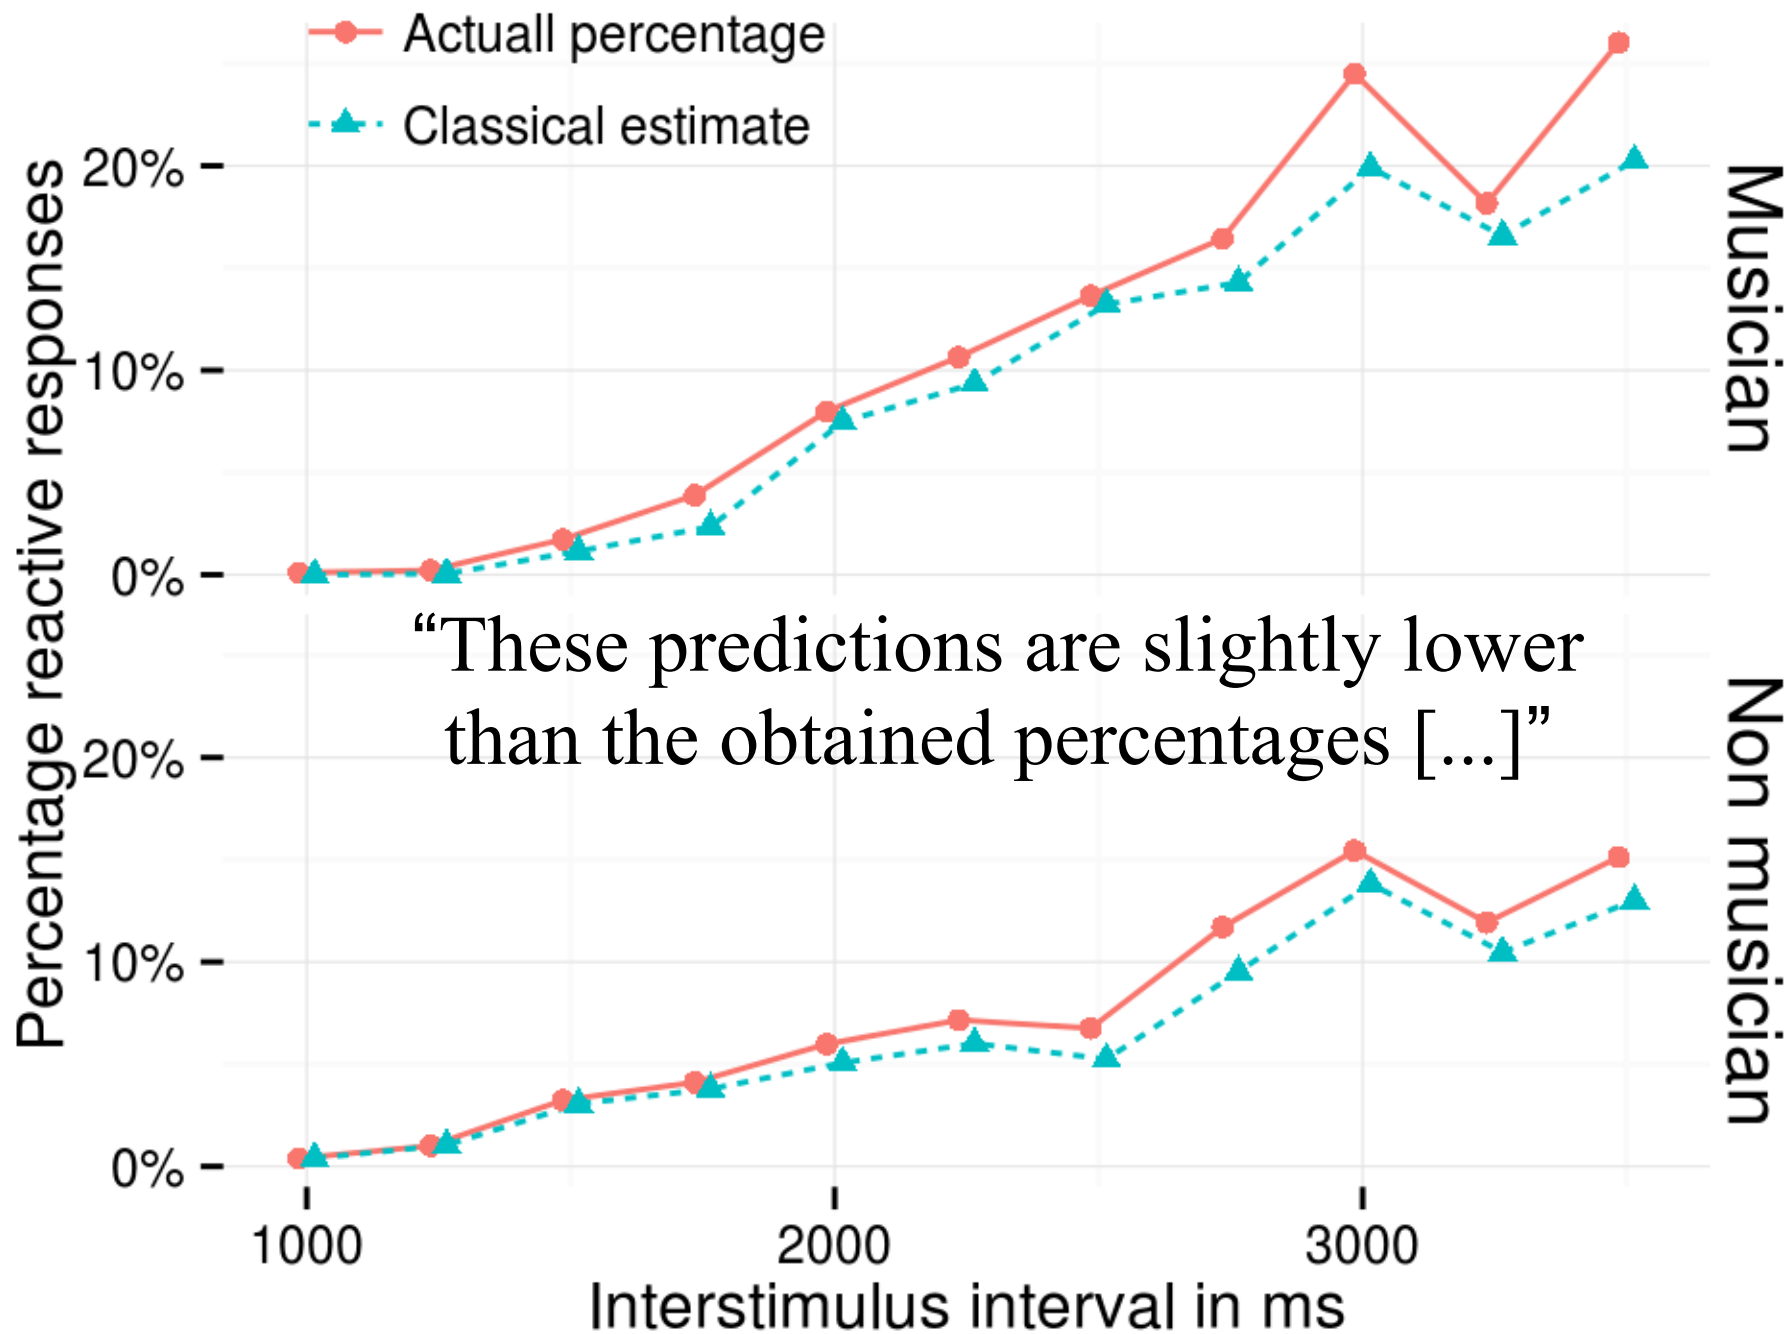 Actuall percentage
Classical estimate
Percentage reactive responses
20%
10%
0%
Musician
“These predictions are slightly lower
than the obtained percentages [...]”
20%
10%
0%
Non musician
1000
2000
3000
Interstimulus interval in ms